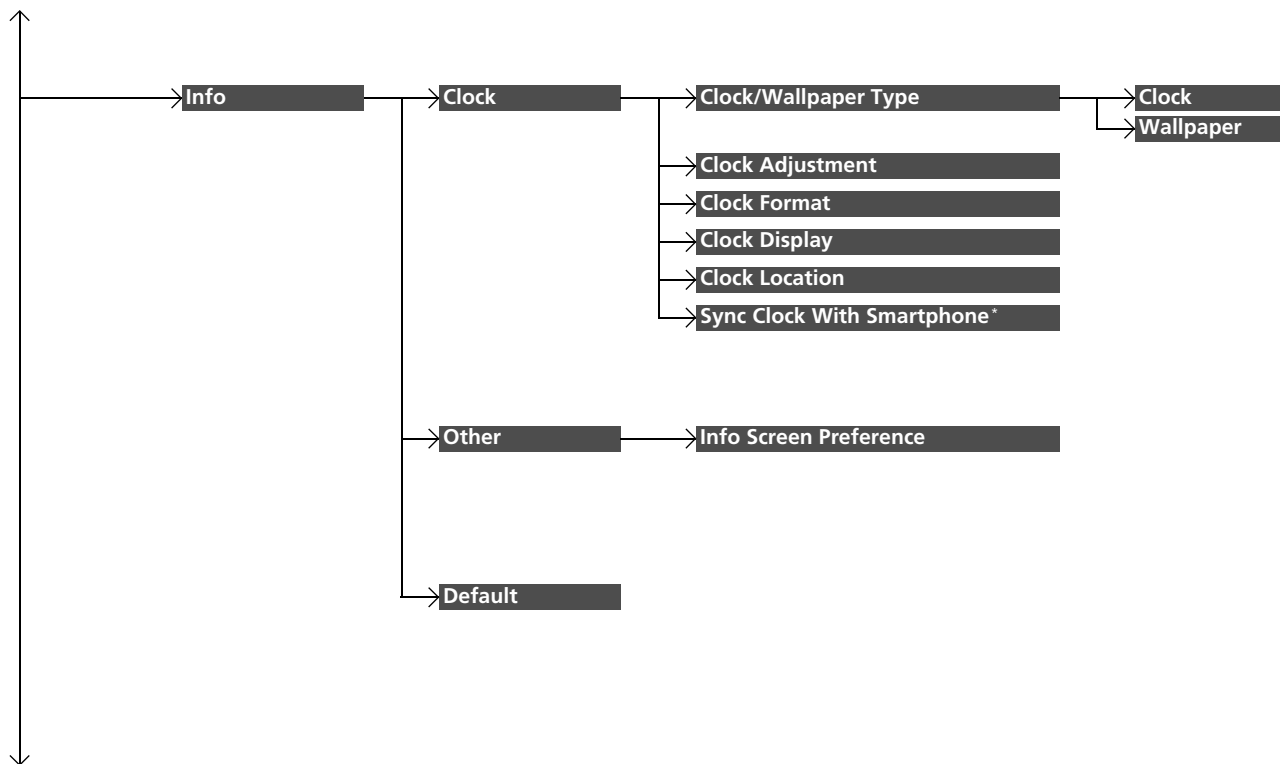 Info
Clock
Clock/Wallpaper Type
Clock
Wallpaper
Clock Adjustment
Clock Format
Clock Display
Clock Location
Sync Clock With Smartphone*
Other
Info Screen Preference
Default